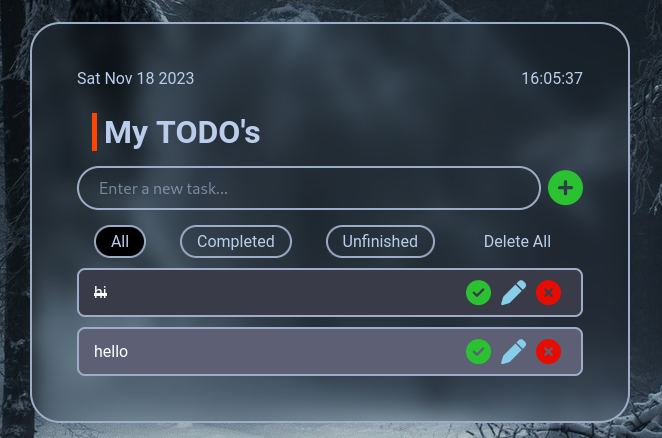 Sat Nov 18 2023 16:05:37
My TODO's
Enter a new task...
All Completed Unfinished Delete All
hi
hello